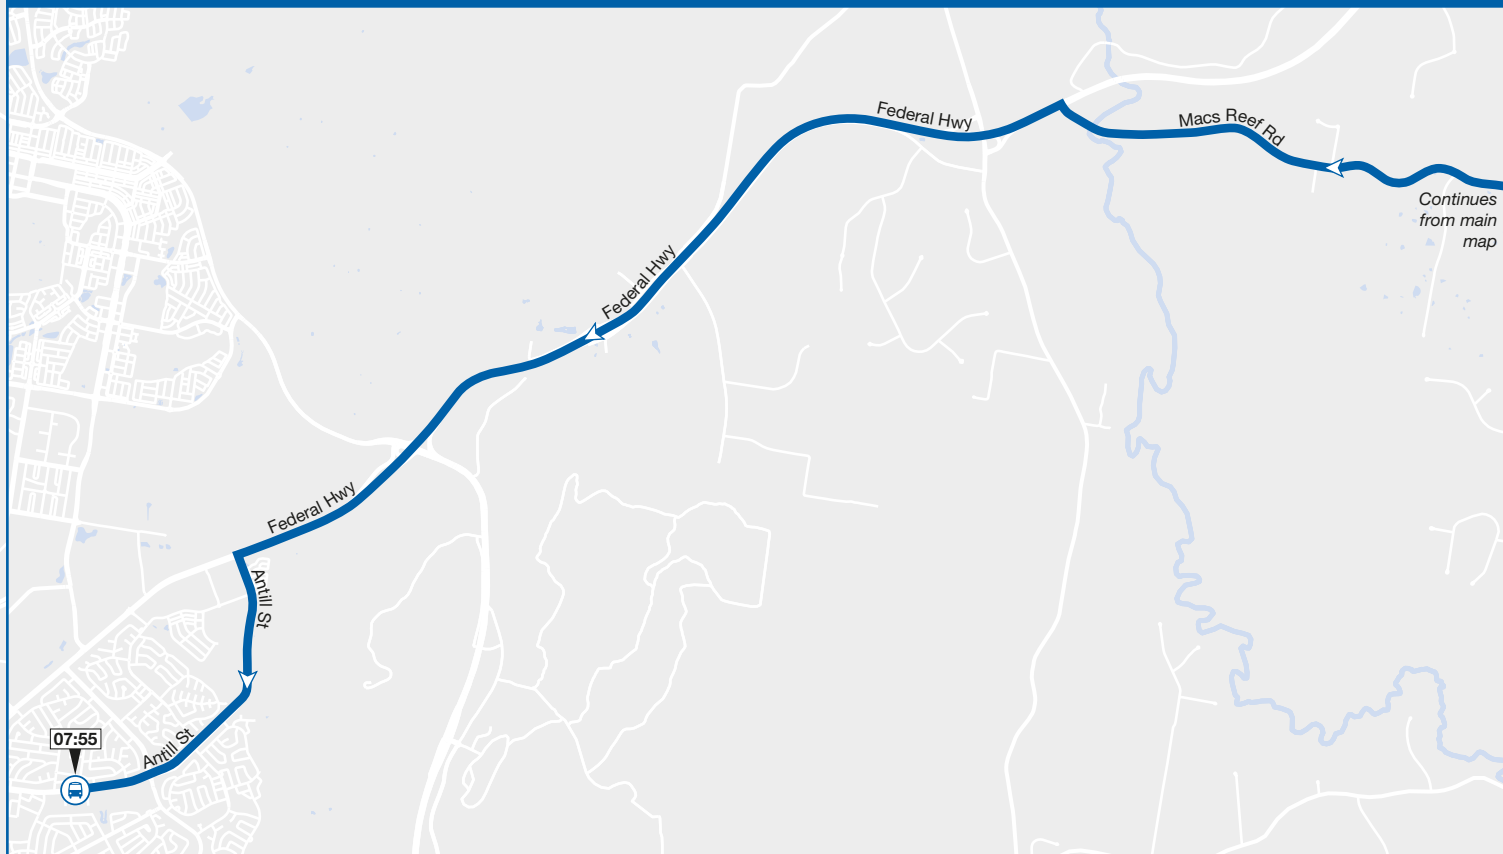 Federal Hwy
Macs Reef Rd
Continues
from main
map
Federal Hwy
Federal Hwy
Antill St
07:55
Antill St